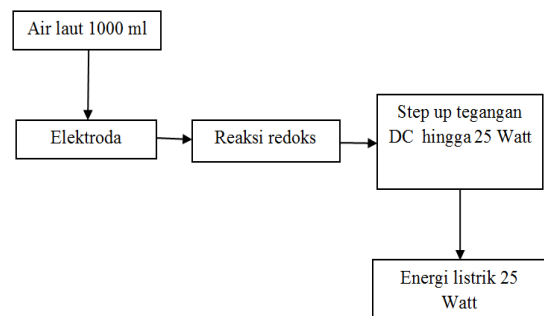 Air laut 1000 ml
Elektroda
Reaksi redoks
Step up tegangan
DC hingga 25 Watt
Energi listrik 25
Watt